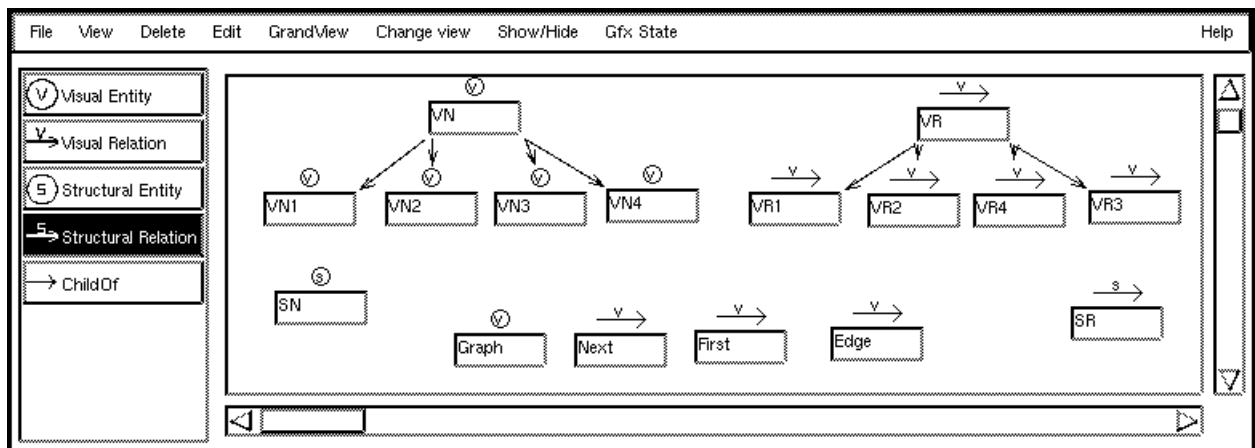 File View Delete Edit GrandView Change view Show/Hide Gfx State Help
V Visual Entity
V Visual Relation
S Structural Entity
S Structural Relation
ChildOf
V V
VN VR
V V V V V V V V
VN1 VN2 VN3 VN4 VR1 VR2 VR4 VR3
S S
SN SR
V V V V
Graph Next First Edge